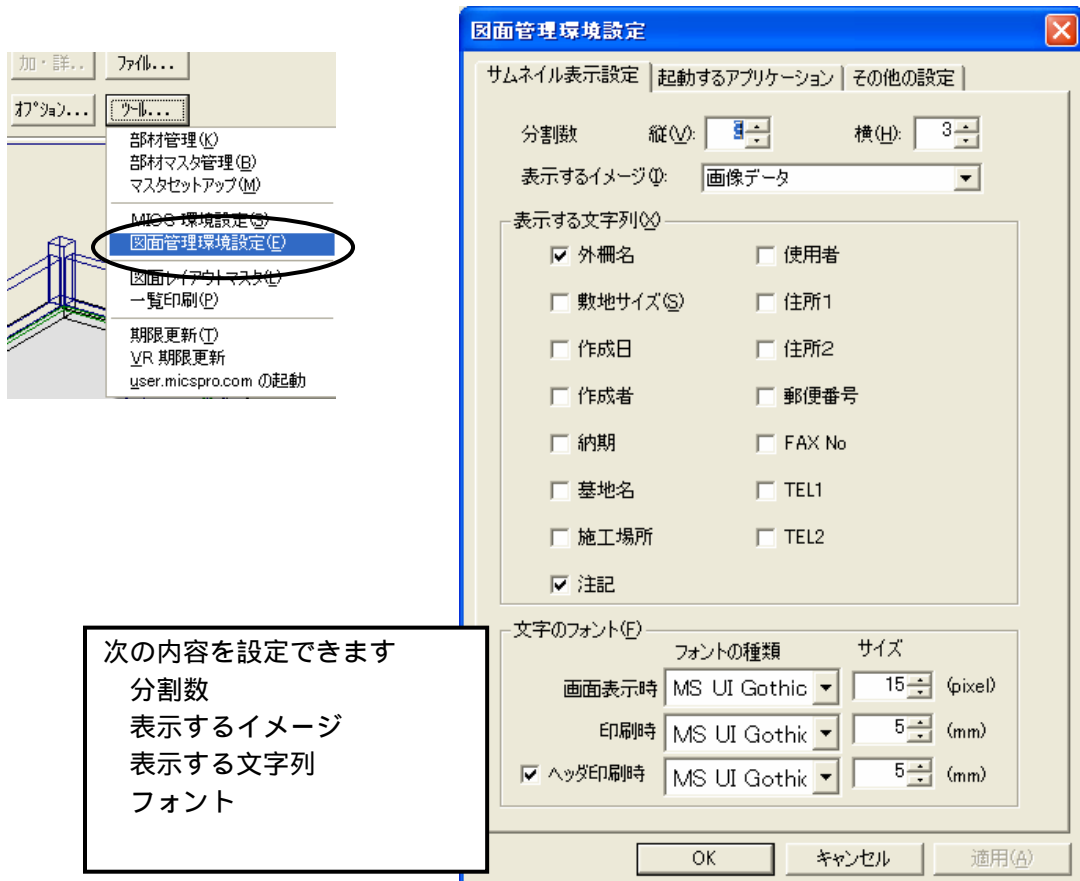 加・詳..
ファイル...
オプション...
ツール...
部材管理(K)
部材マスタ管理(B)
マスタセットアップ(M)
MICS 環境設定(S)
図面管理環境設定(E)
図面レイアウトマスタ(L)
一覧印刷(P)
期限更新(T)
VR 期限更新
user.micspro.com の起動
次の内容を設定できます
分割数
表示するイメージ
表示する文字列
フォント
図面管理環境設定
サムネイル表示設定 起動するアプリケーション その他の設定
分割数 縦(V): 横(H): 3
表示するイメージ(I): 画像データ
表示する文字列(X)
外柵名 使用者
敷地サイズ(S) 住所1
作成日 住所2
作成者 郵便番号
納期 FAX No
墓地名 TEL1
施工場所 TEL2
注記
文字のフォント(F)
フォントの種類 サイズ
画面表示時 MS UI Gothic 15 (pixel)
印刷時 MS UI Gothic 5 (mm)
ヘッダ印刷時 MS UI Gothic 5 (mm)
OK キャンセル 適用(A)